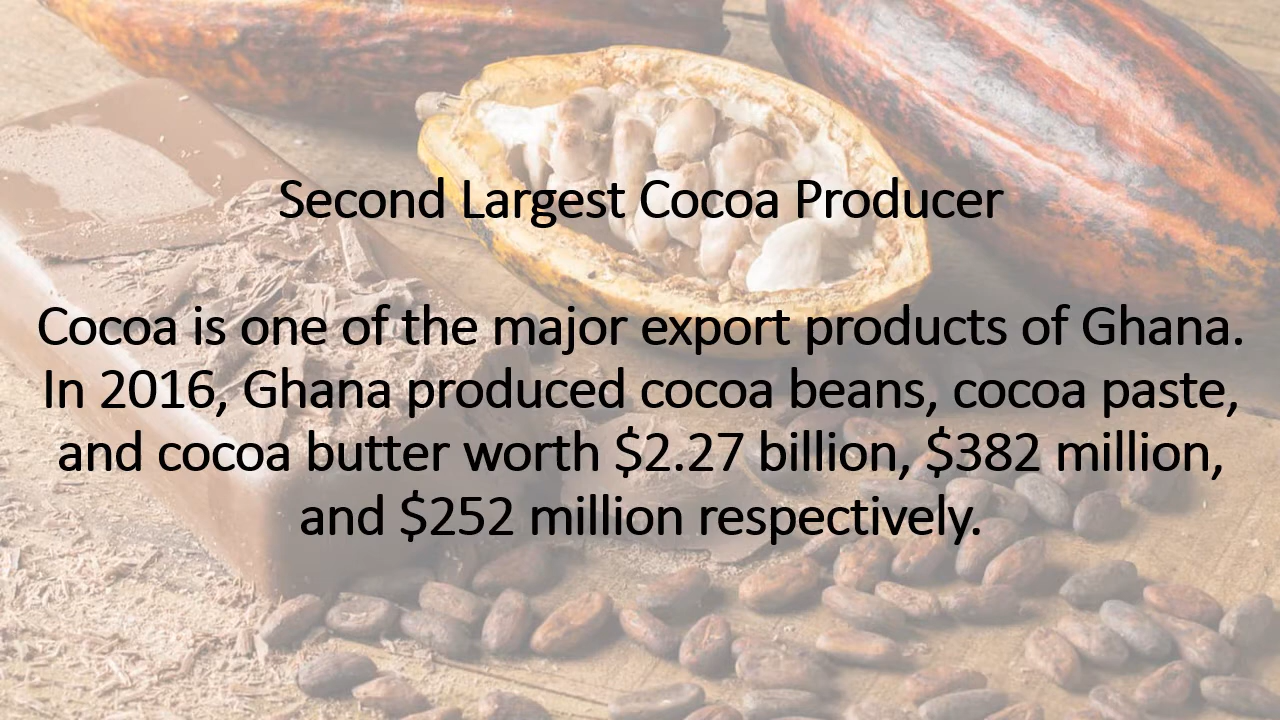 Second Largest Cocoa Producer
Cocoa is one of the major export products of Ghana.
In 2016, Ghana produced cocoa beans, cocoa paste,
and cocoa butter worth $2.27 billion, $382 million,
and $252 million respectively.